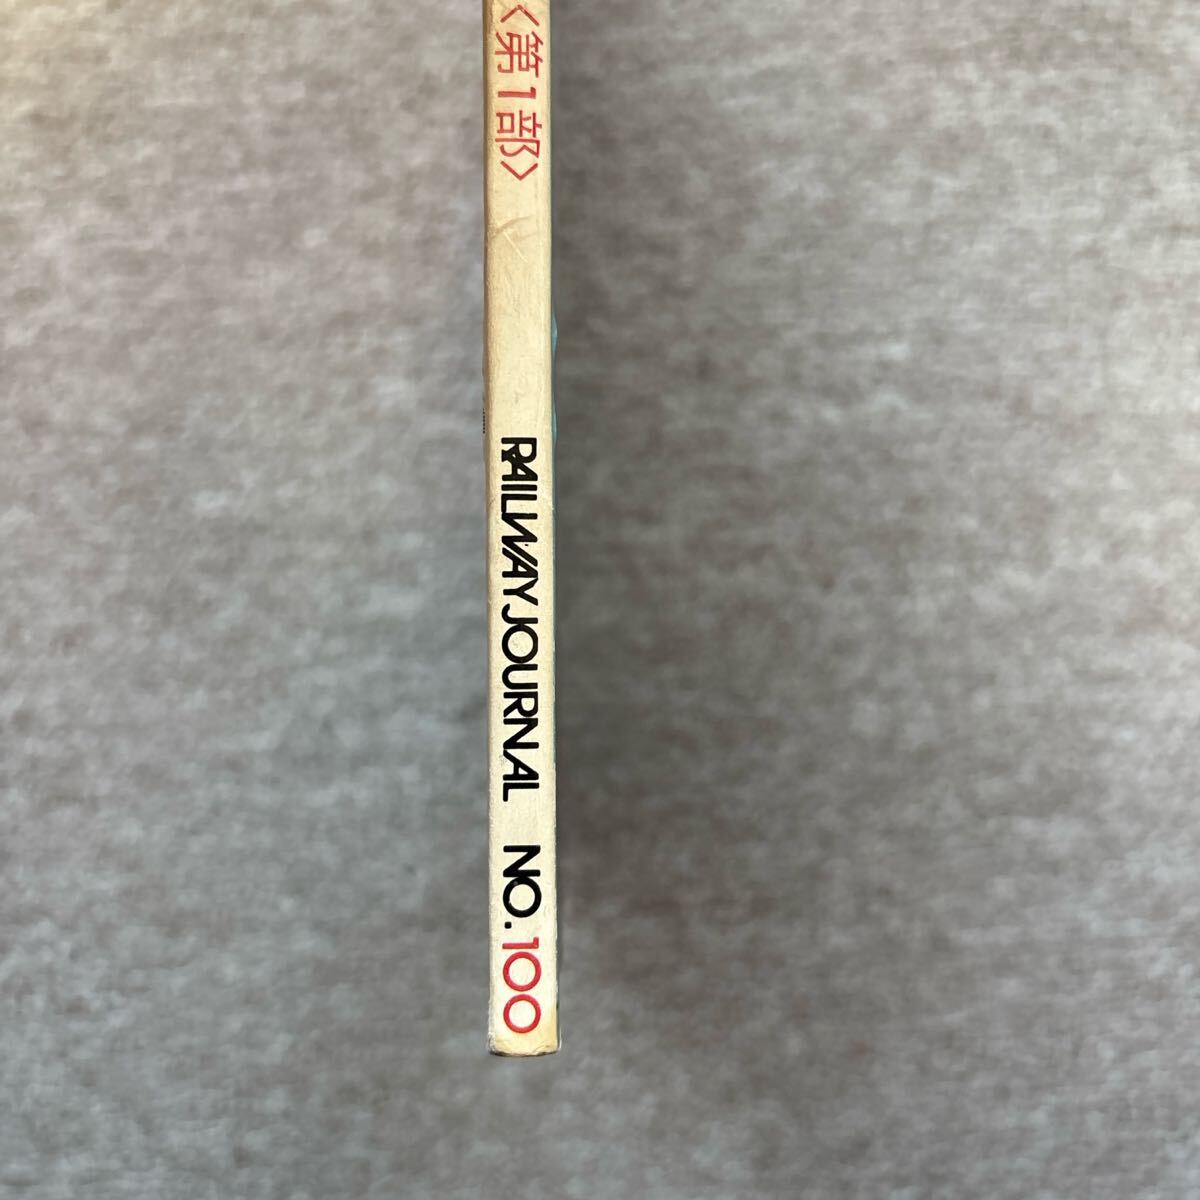 〈第1部〉
RAILWAY JOURNAL NO.100